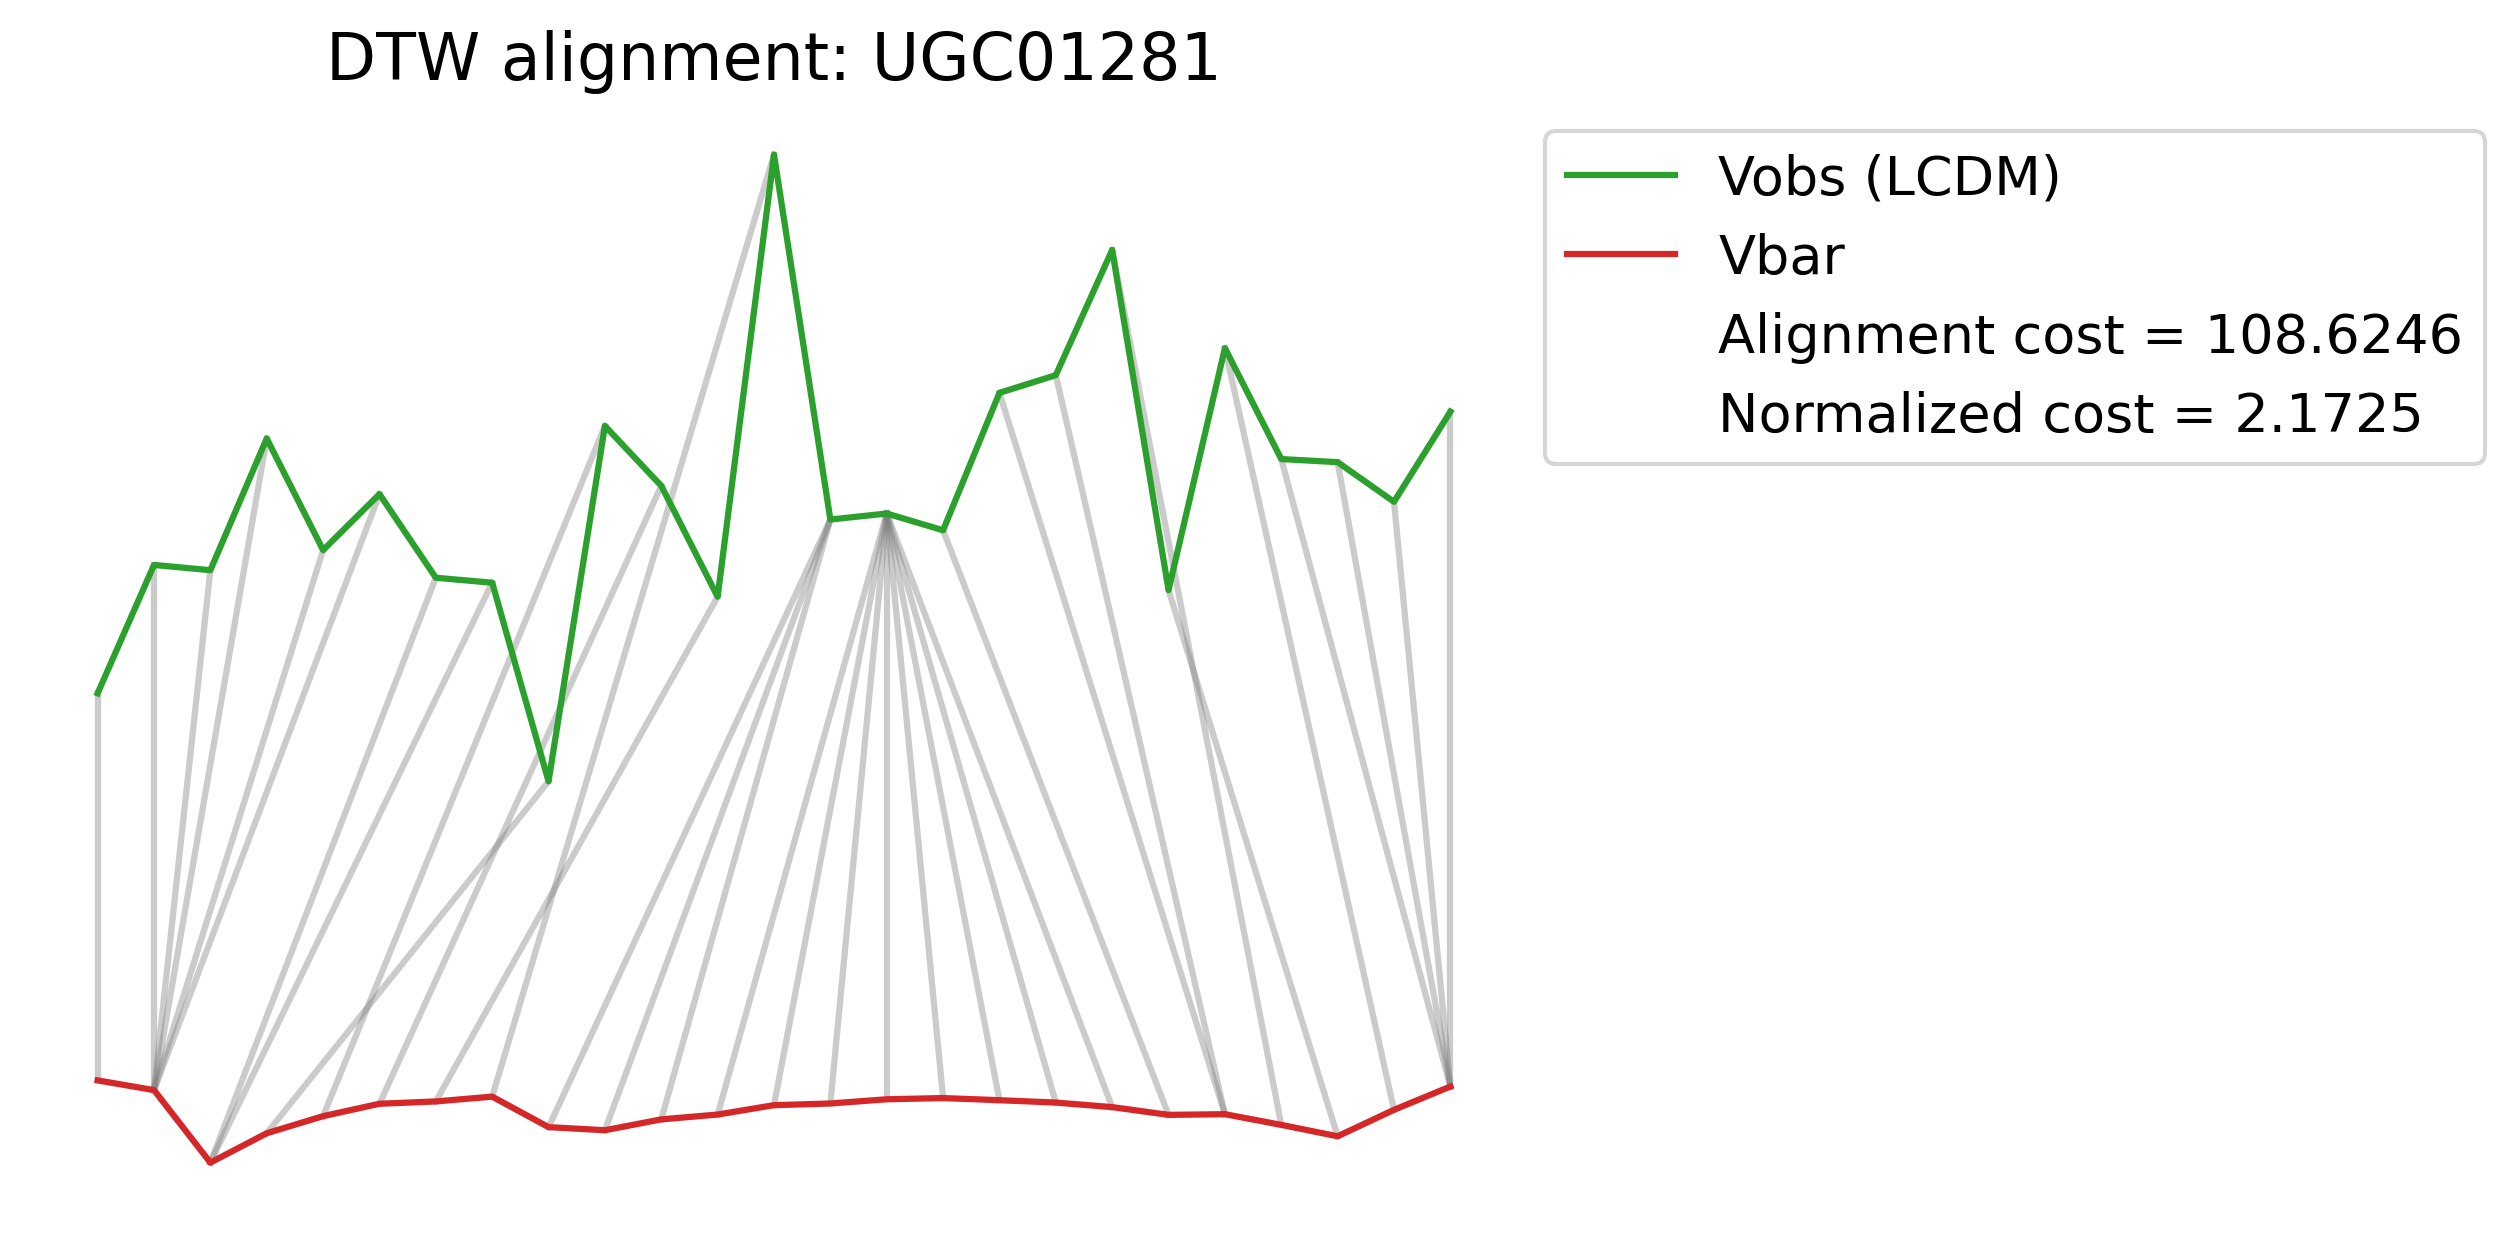 DTW alignment: UGC01281
Vobs (LCDM)
Vbar
Alignment cost = 108.6246
Normalized cost = 2.1725